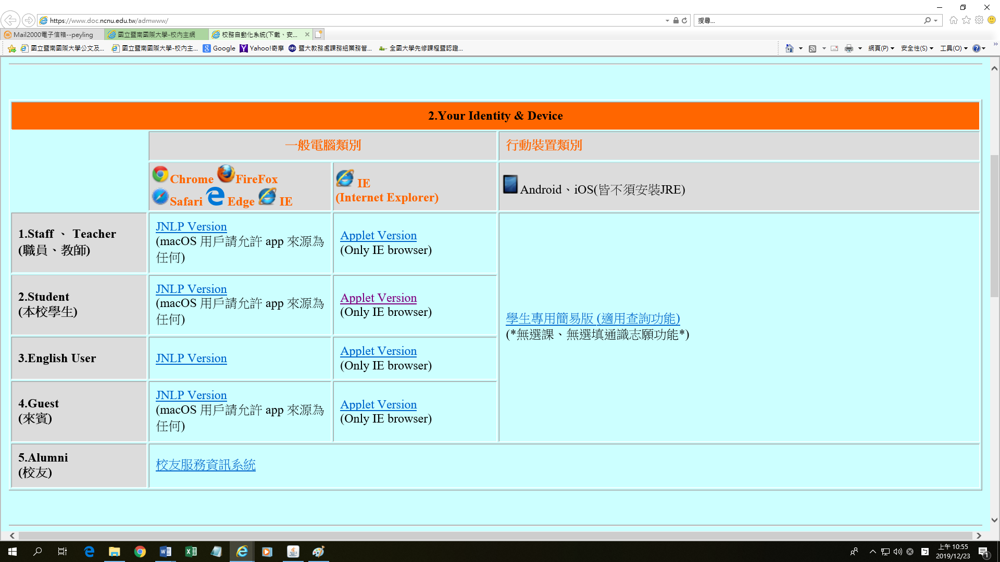 https://www.doc.ncnu.edu.tw/admwww/
搜尋...
Mail2000電子信箱--peyling
國立暨南國際大學-校內主網
校務自動化系統(下載、安...
國立暨南國際大學公文及...
國立暨南國際大學-校內主...
Google
Yahoo!奇摩
暨大教務處課務組業務管...
全國大學先修課程暨認證...
網頁(P)
安全性(S)
工具(O)
2.Your Identity & Device
一般電腦類別
行動裝置類別
Chrome FireFox
Safari Edge IE
IE
(Internet Explorer)
Android、iOS(皆不須安裝JRE)
1.Staff 、 Teacher
(職員、教師)
JNLP Version
(macOS 用戶請允許 app 來源為
任何)
Applet Version
(Only IE browser)
2.Student
(本校學生)
JNLP Version
(macOS 用戶請允許 app 來源為
任何)
Applet Version
(Only IE browser)
學生專用簡易版 (適用查詢功能)
(*無選課、無選填通識志願功能*)
3.English User
JNLP Version
Applet Version
(Only IE browser)
4.Guest
(來賓)
JNLP Version
(macOS 用戶請允許 app 來源為
任何)
Applet Version
(Only IE browser)
5.Alumni
(校友)
校友服務資訊系統
上午 10:55
2019/12/23
1